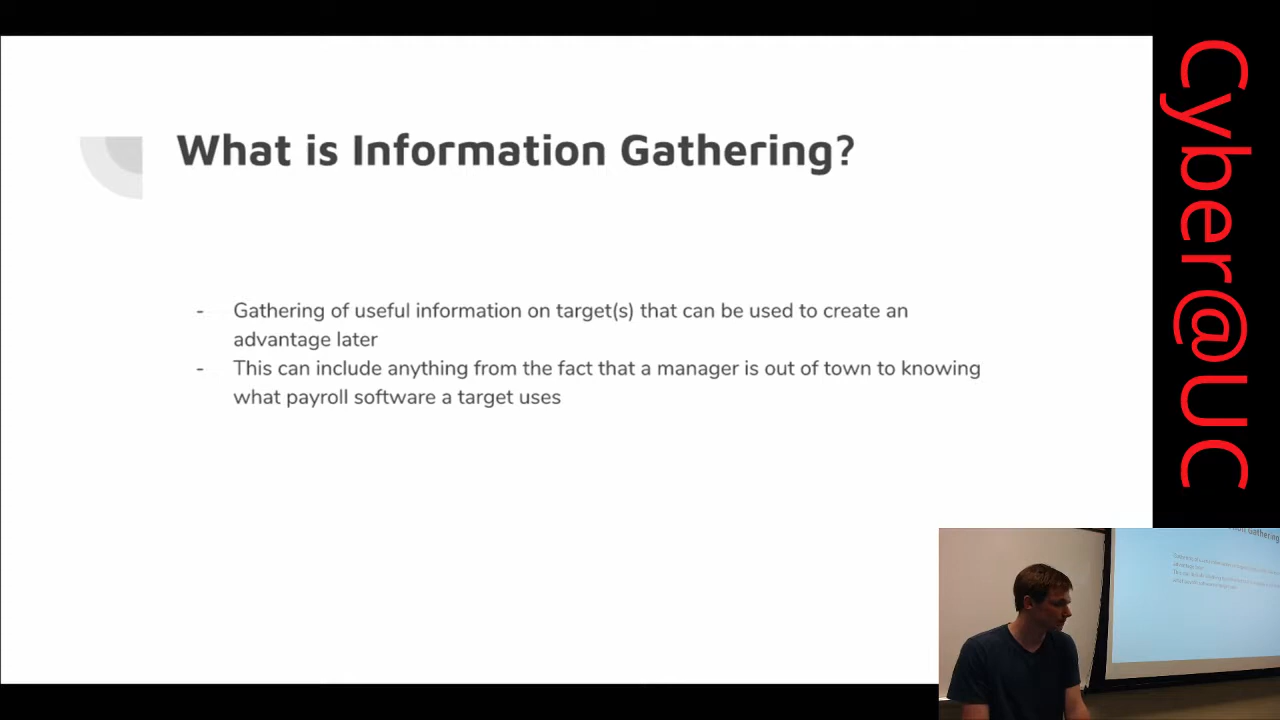 What is Information Gathering?
- Gathering of useful information on target(s) that can be used to create an
advantage later
- This can include anything from the fact that a manager is out of town to knowing
what payroll software a target uses
Cyber@UC
Gathering